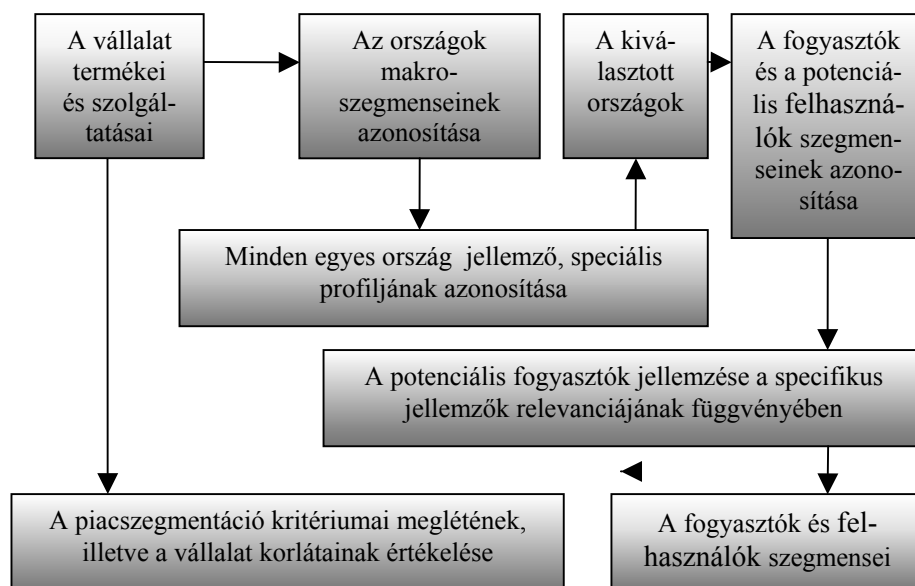 A vállalat
termékei
és szolgál-
tatásai
Az országok
makro-
szegmenseinek
azonosítása
A kivá-
lasztott
országok
A fogyasztók
és a potenciá-
lis felhaszná-
lók szegmen-
seinek azono-
sítása
Minden egyes ország jellemző, speciális
profiljának azonosítása
A potenciális fogyasztók jellemzése a specifikus
jellemzők relevanciájának függvényében
A piacszegmentáció kritériumai meglétének,
illetve a vállalat korlátainak értékelése
A fogyasztók és fel-
használók szegmensei